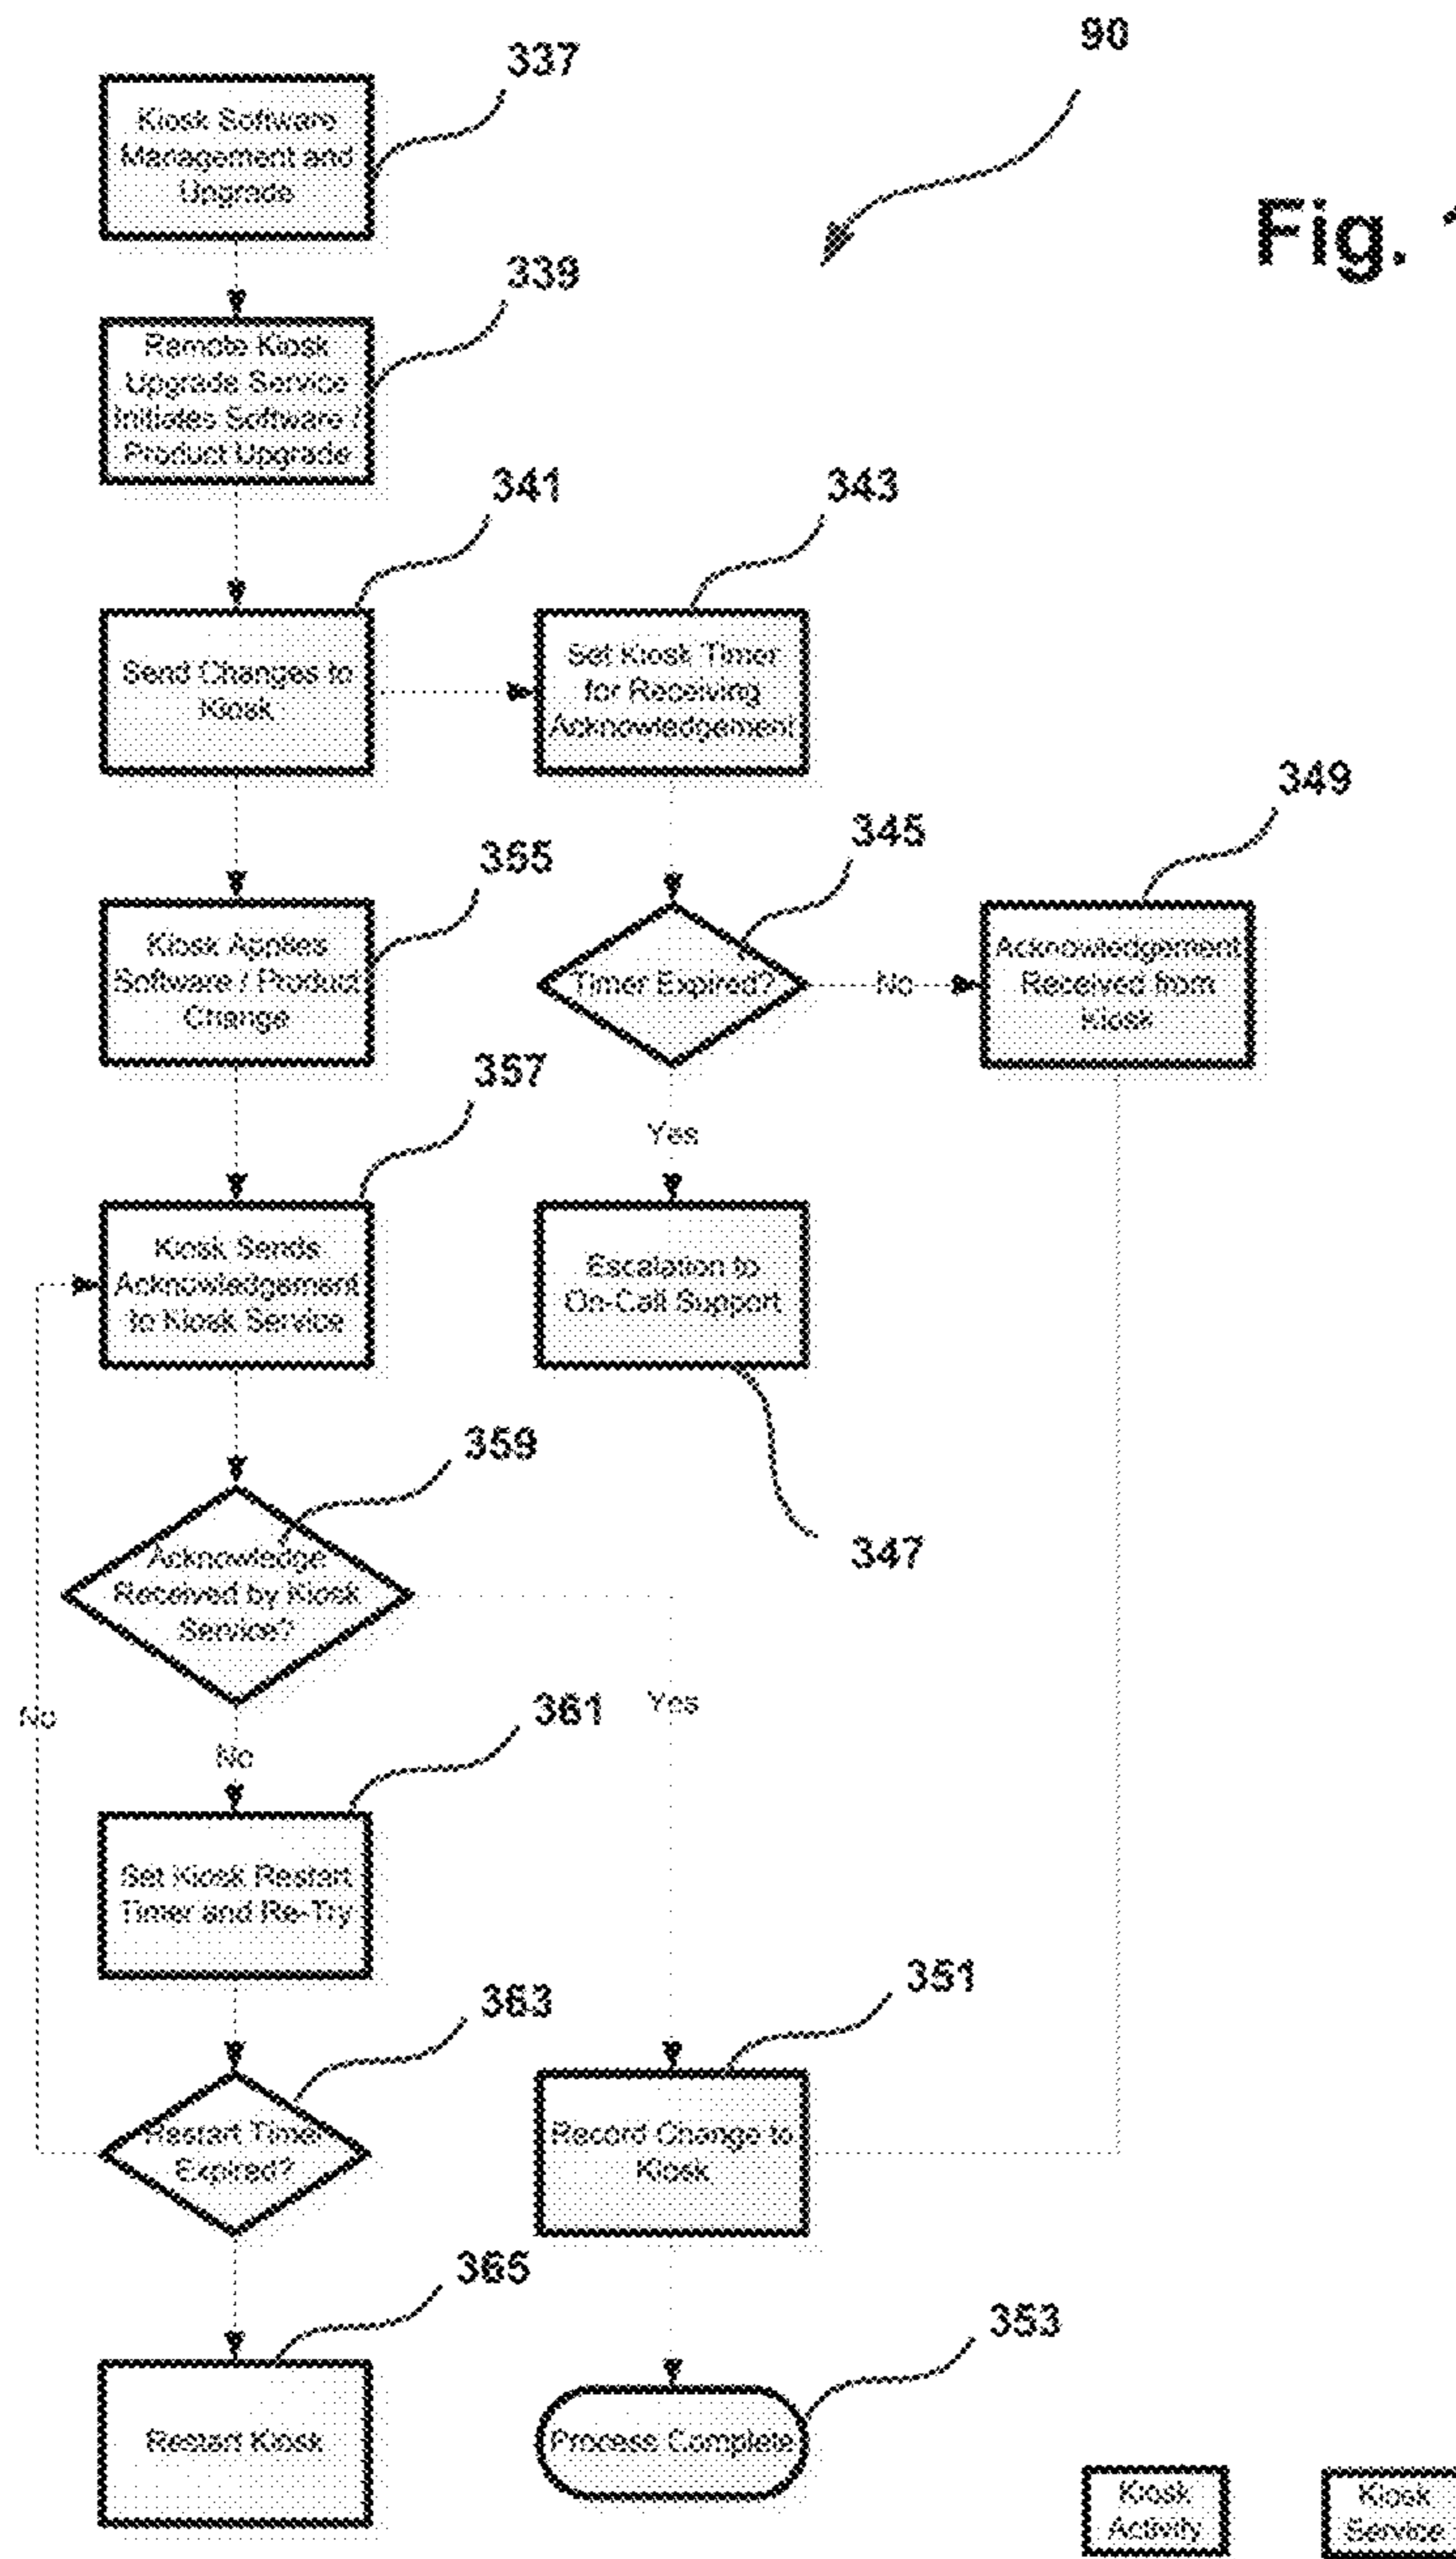 90
Fig. 1
337
Kiosk Software
Management and
Upgrade
339
Remote Kiosk
Upgrade Service
Initiates Software /
Product Upgrade
341
Send Changes to
Kiosk
343
Set Kiosk Timer
for Receiving
Acknowledgement
345
Timer Expired?
No
349
Acknowledgement
Received from
Kiosk
355
Kiosk Applies
Software / Product
Change
Yes
357
Kiosk Sends
Acknowledgement
to Kiosk Service
Escalation to
On-Call Support
347
359
Acknowledge
Received by Kiosk
Service?
Yes
No
No
361
Set Kiosk Restart
Timer and Re-Try
363
Restart Timer
Expired?
351
Record Change to
Kiosk
365
Restart Kiosk
353
Process Complete
Kiosk
Activity
Kiosk
Service